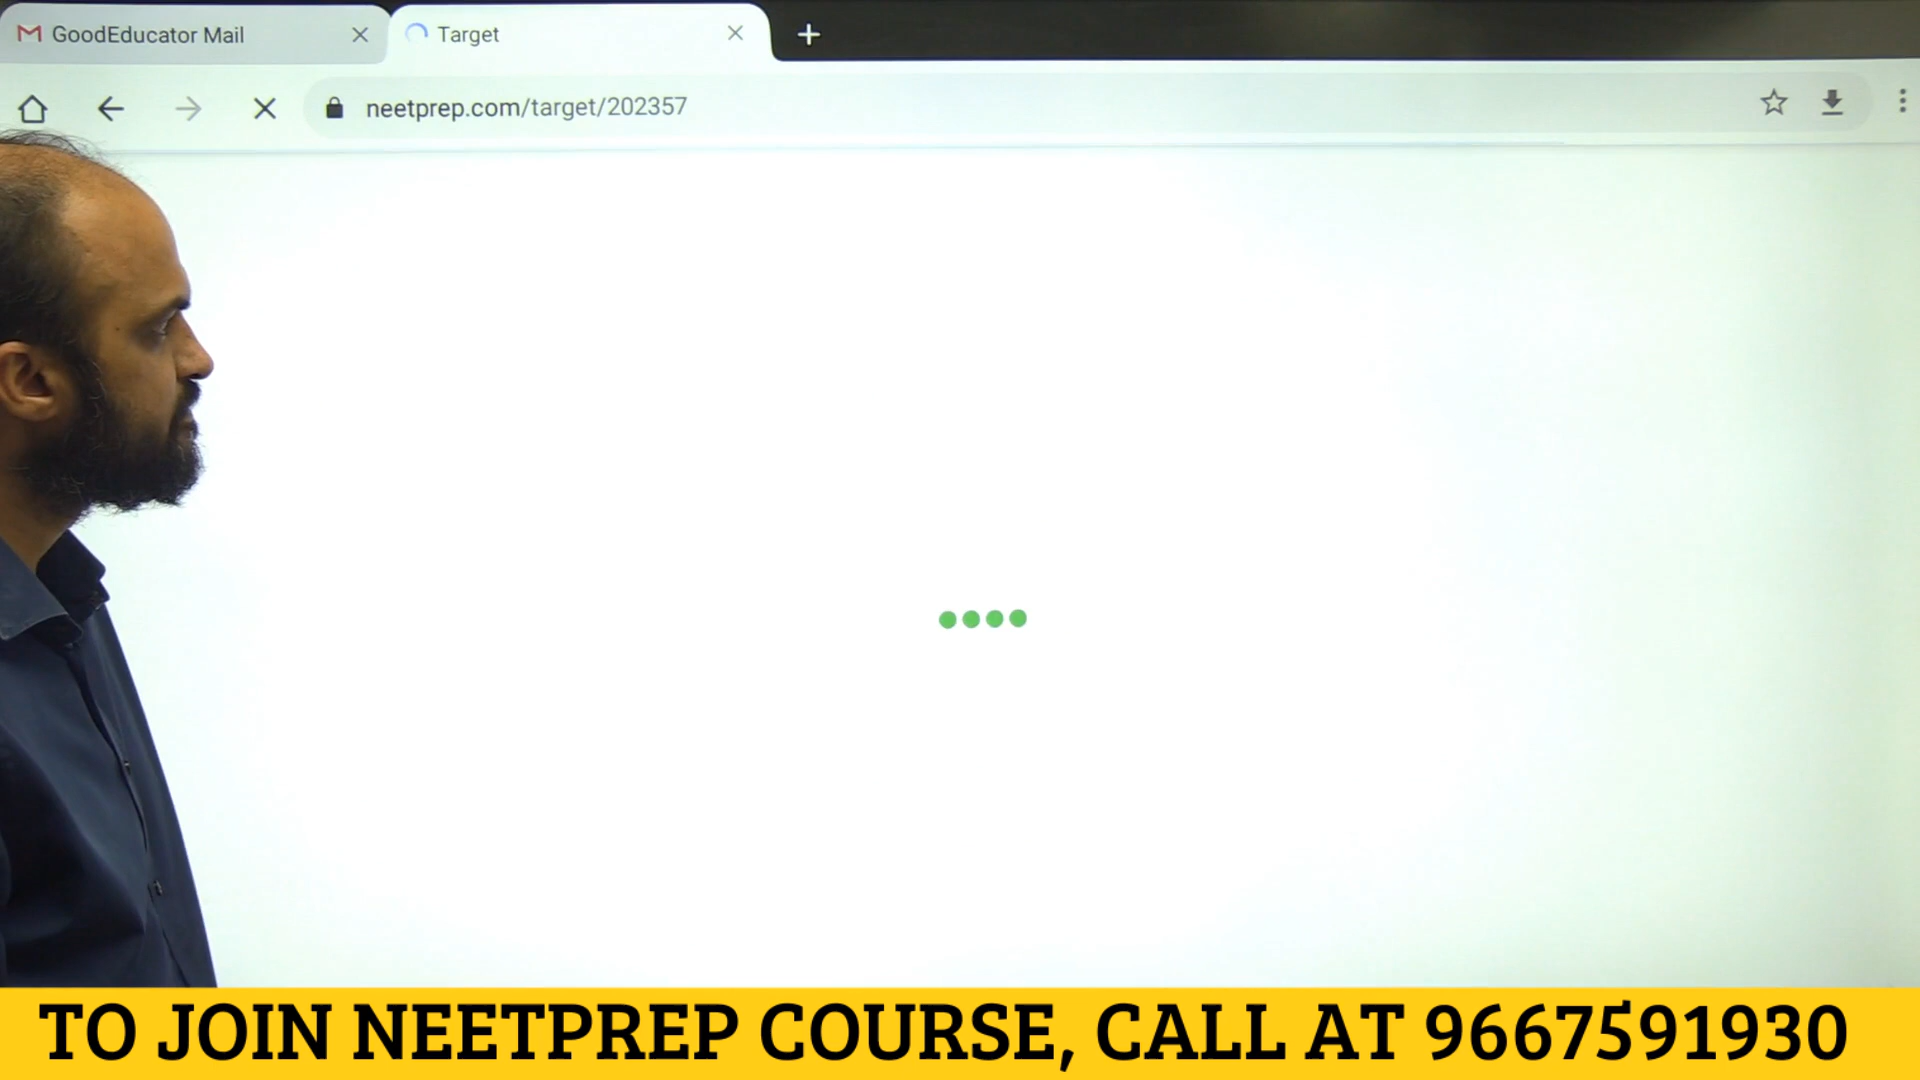 GoodEducator Mail
Target
neetprep.com/target/202357
TO JOIN NEETPREP COURSE, CALL AT 9667591930